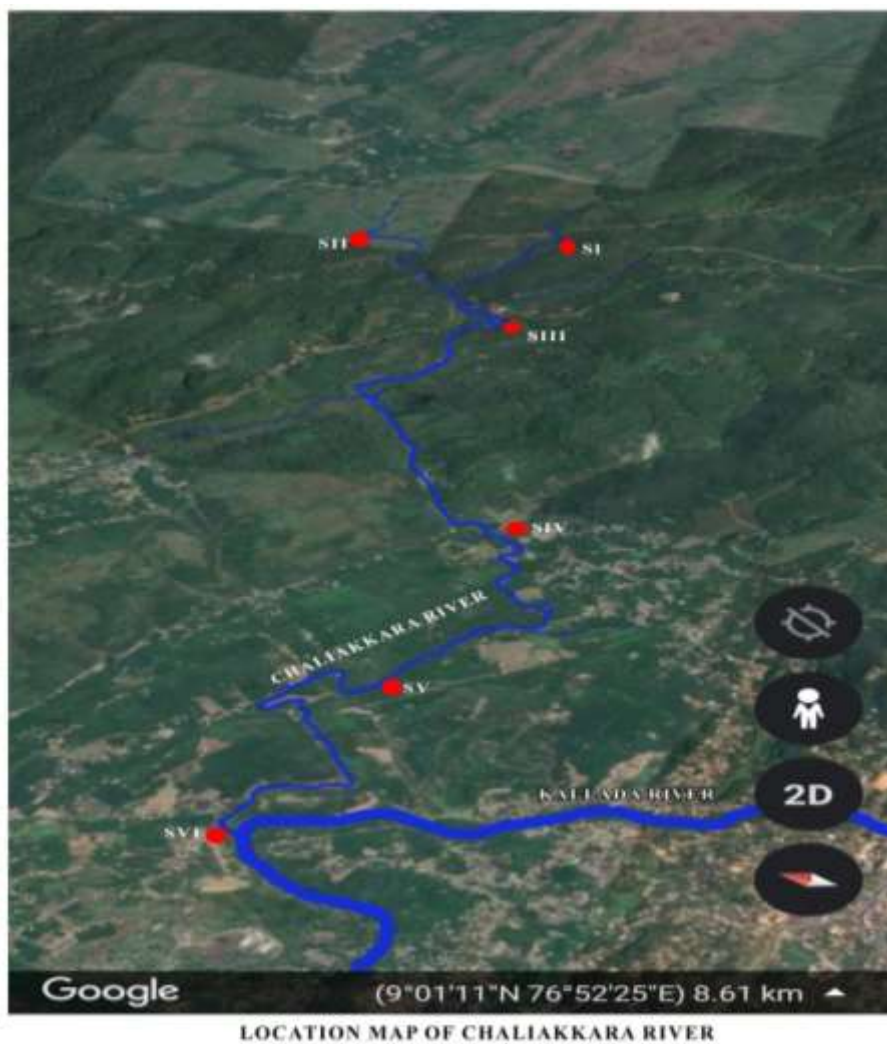 SII
SI
SIII
SIV
CHALIAKKARA RIVER
SV
KALLADA RIVER
2D
SVI
Google
(9°01'11"N 76°52'25"E) 8.61 km
LOCATION MAP OF CHALIAKKARA RIVER